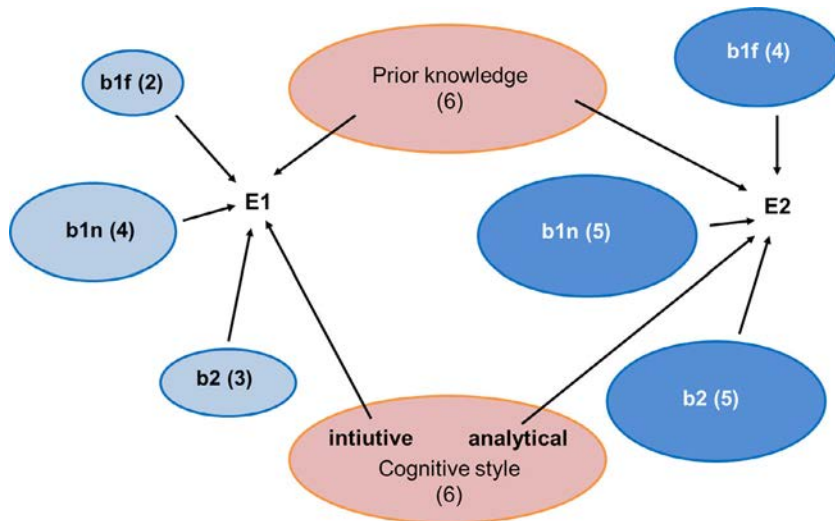 b1f (2)
Prior knowledge
(6)
b1f (4)
E1
b1n (4)
E2
b1n (5)
b2 (3)
b2 (5)
intiutive analytical
Cognitive style
(6)